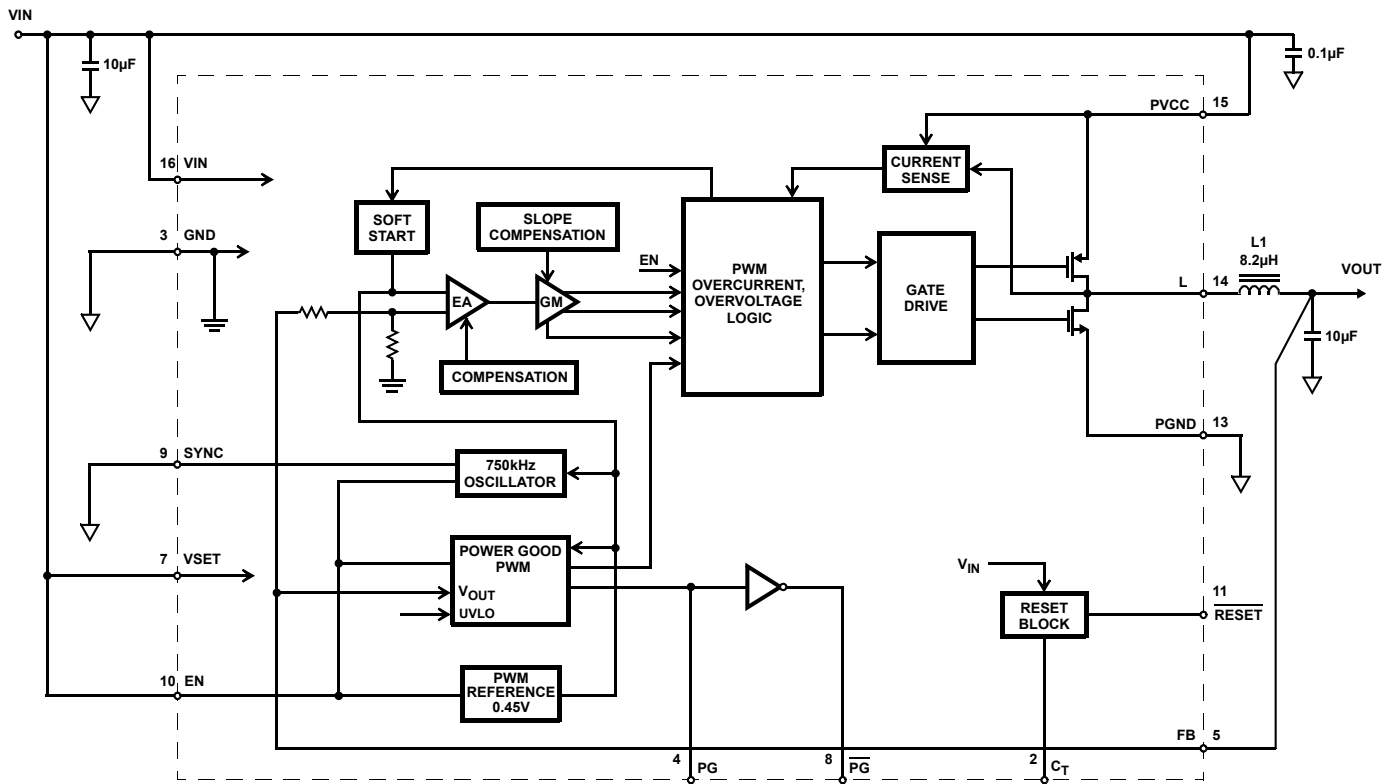 VIN
10µF
0.1µF
PVCC 15
16 VIN
CURRENT
SENSE
SOFT
START
SLOPE
COMPENSATION
3 GND
EN
PWM
OVERCURRENT,
OVERVOLTAGE
LOGIC
GATE
DRIVE
L1
8.2µH
VOUT
L 14
EA
GM
10µF
COMPENSATION
PGND 13
9 SYNC
750kHz
OSCILLATOR
POWER GOOD
PWM
7 VSET
VOUT
UVLO
VIN
RESET
BLOCK
11
RESET
10 EN
PWM
REFERENCE
0.45V
FB 5
4 PG
8 PG
2 CT